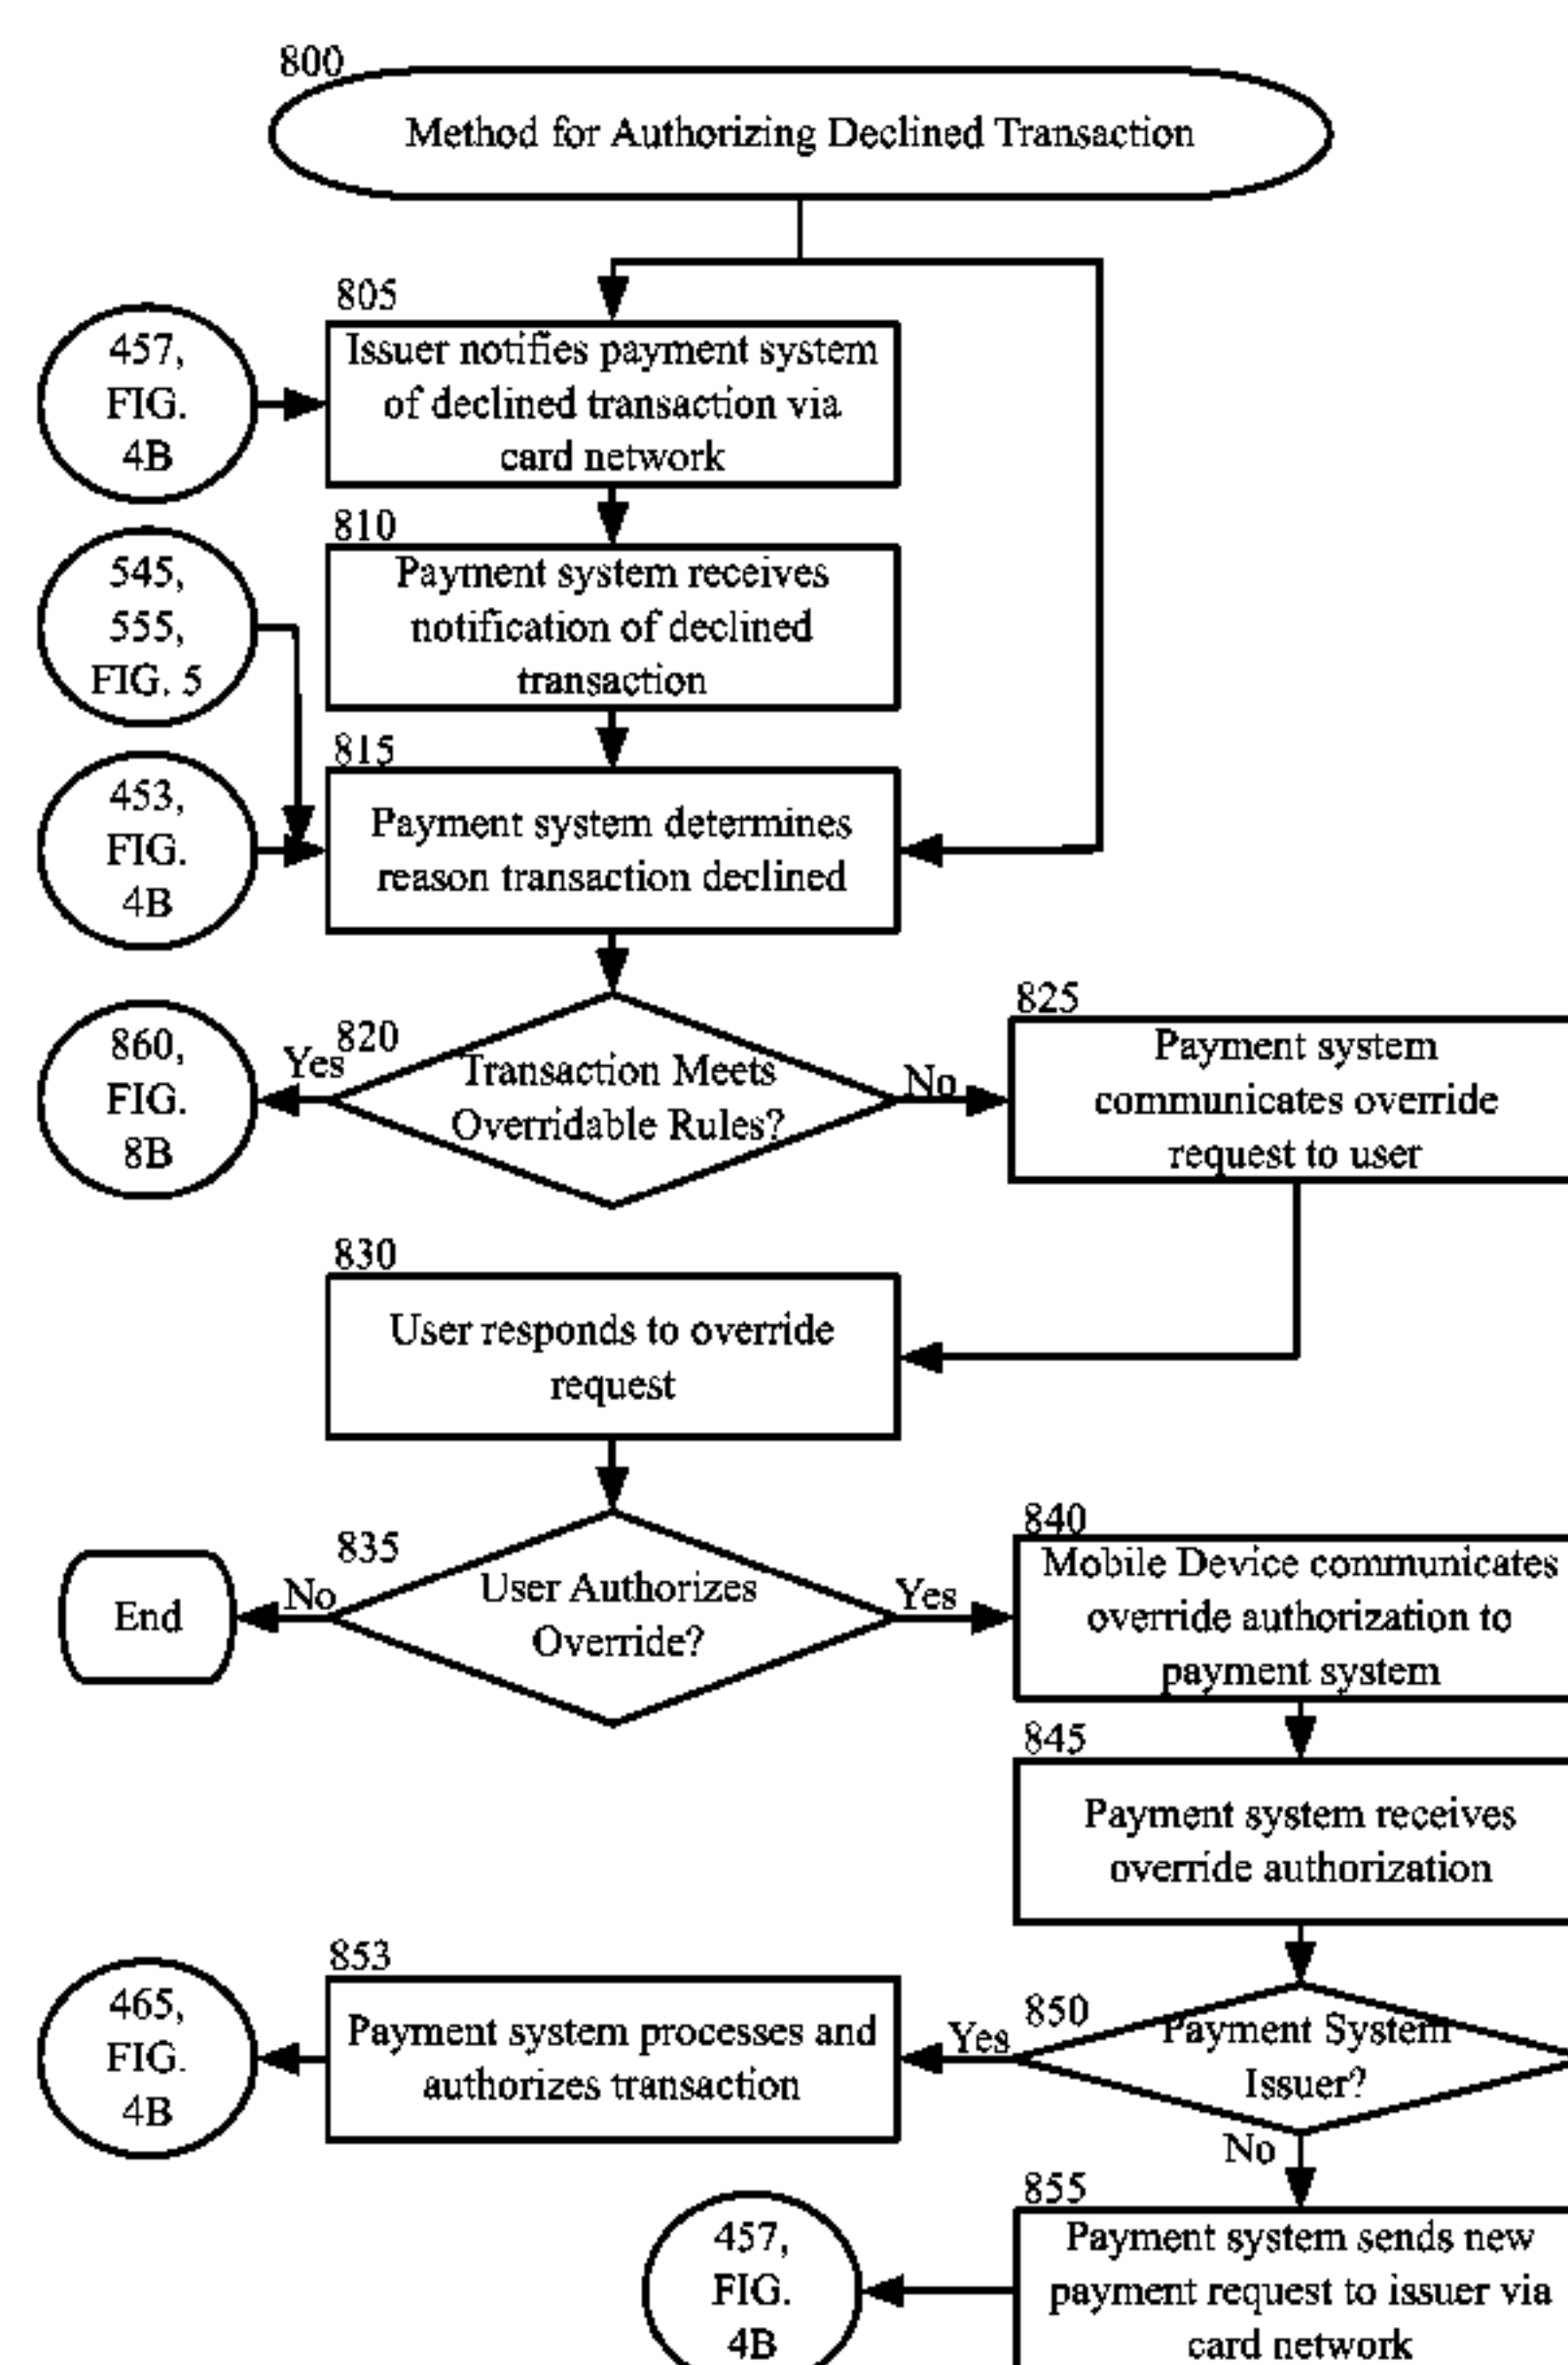 800
Method for Authorizing Declined Transaction
805
457,
FIG.
4B
Issuer notifies payment system
of declined transaction via
card network
810
545,
555,
FIG. 5
Payment system receives
notification of declined
transaction
815
453,
FIG.
4B
Payment system determines
reason transaction declined
860,
FIG.
8B
Yes
820
Transaction Meets
Overridable Rules?
No
825
Payment system
communicates override
request to user
830
User responds to override
request
End
No
835
User Authorizes
Override?
Yes
840
Mobile Device communicates
override authorization to
payment system
845
Payment system receives
override authorization
465,
FIG.
4B
853
Payment system processes and
authorizes transaction
Yes
850
Payment System
Issuer?
No
855
457,
FIG.
4B
Payment system sends new
payment request to issuer via
card network